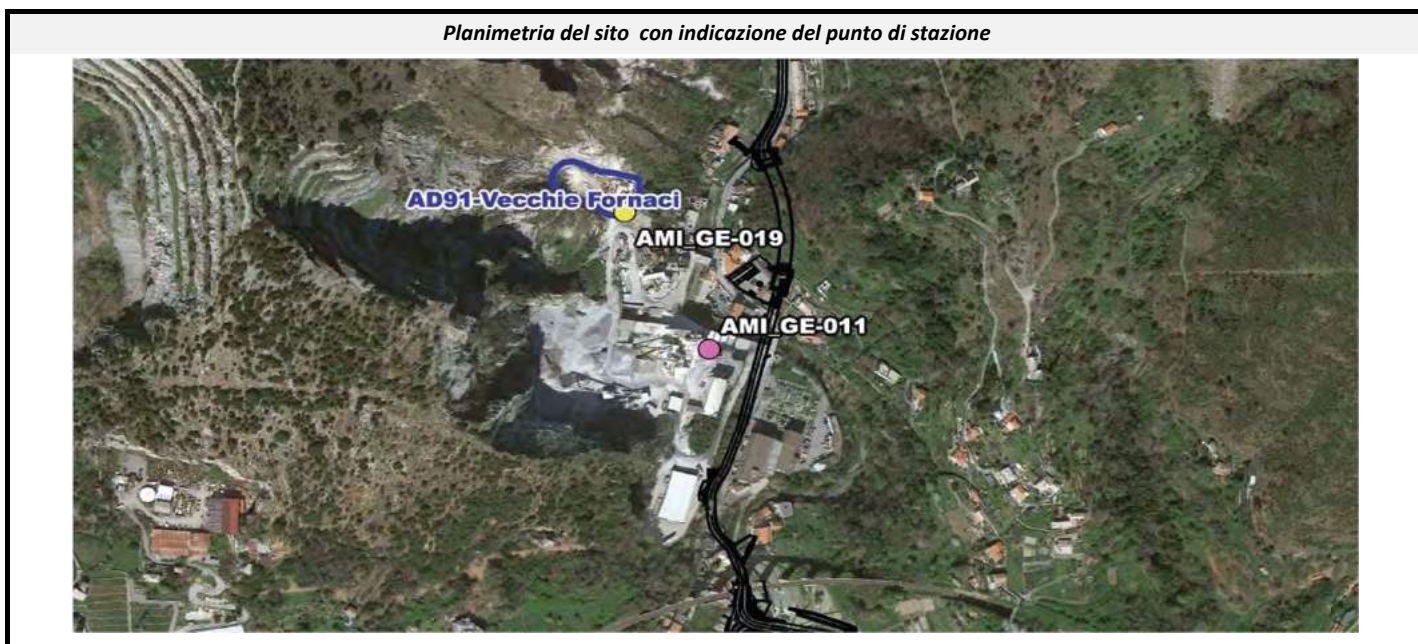 Planimetria del sito con indicazione del punto di stazione
AD91-Vecchie Fornaci
AMI_GE-019
AMI_GE-011